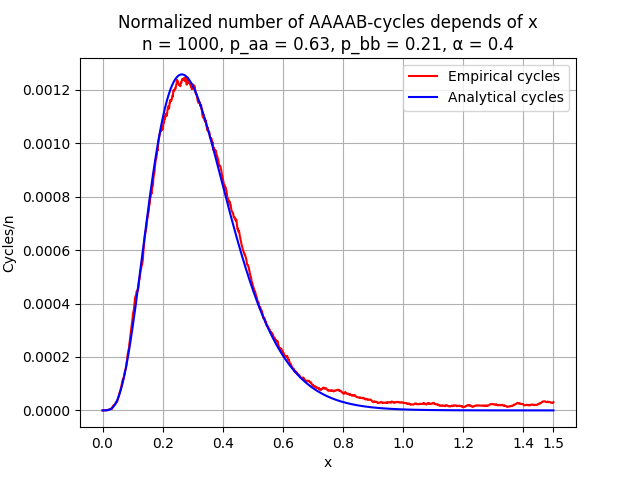 Normalized number of AAAAB-cycles depends of x
n = 1000, p_aa = 0.63, p_bb = 0.21, α = 0.4
Empirical cycles
Analytical cycles
Cycles/n
0.0012
0.0010
0.0008
0.0006
0.0004
0.0002
0.0000
0.0 0.2 0.4 0.6 0.8 1.0 1.2 1.4 1.5
x